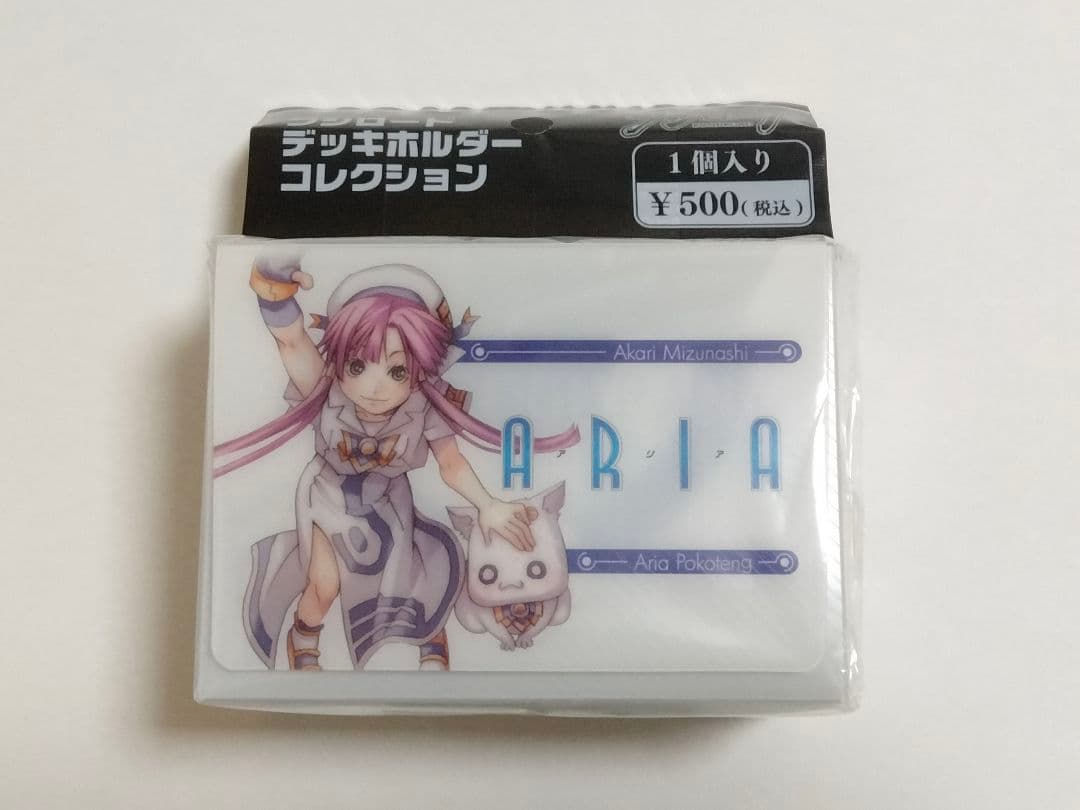 デッキホルダー
コレクション
1個入り
¥500(税込)
Akari Mizunashi
ARIA
アリア
Aria Pokoteng